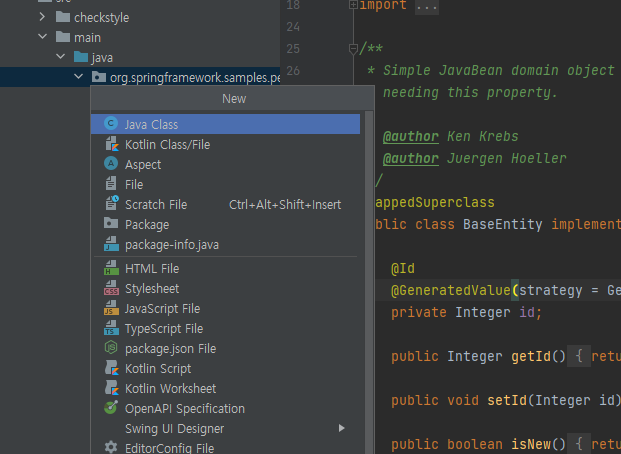 src
checkstyle
main
java
org.springframework.samples.pe
New
Java Class
Kotlin Class/File
Aspect
File
Scratch File Ctrl+Alt+Shift+Insert
Package
package-info.java
HTML File
Stylesheet
JavaScript File
TypeScript File
package.json File
Kotlin Script
Kotlin Worksheet
OpenAPI Specification
Swing UI Designer
EditorConfig File
18 import ...
24
25 /**
26 * Simple JavaBean domain object
needing this property.
@author Ken Krebs
@author Juergen Hoeller
/
appedSuperclass
blic class BaseEntity implement
@Id
@GeneratedValue(strategy = Ge
private Integer id;
public Integer getId() { retu
public void setId(Integer id)
public boolean isNew() { retu